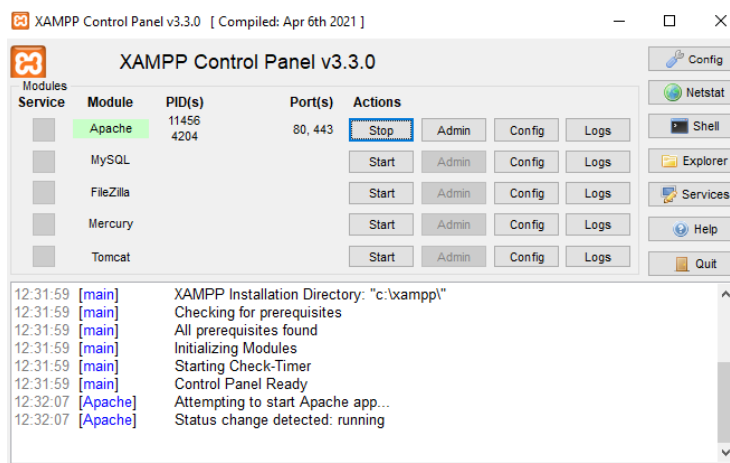 XAMPP Control Panel v3.3.0 [ Compiled: Apr 6th 2021 ]
XAMPP Control Panel v3.3.0
Config
Netstat
Shell
Explorer
Services
Help
Quit
Modules
Service Module PID(s) Port(s) Actions
Apache 11456 4204 80, 443 Stop Admin Config Logs
MySQL Start Admin Config Logs
FileZilla Start Admin Config Logs
Mercury Start Admin Config Logs
Tomcat Start Admin Config Logs
12:31:59 [main] XAMPP Installation Directory: "c:\xampp\"
12:31:59 [main] Checking for prerequisites
12:31:59 [main] All prerequisites found
12:31:59 [main] Initializing Modules
12:31:59 [main] Starting Check-Timer
12:31:59 [main] Control Panel Ready
12:32:07 [Apache] Attempting to start Apache app...
12:32:07 [Apache] Status change detected: running